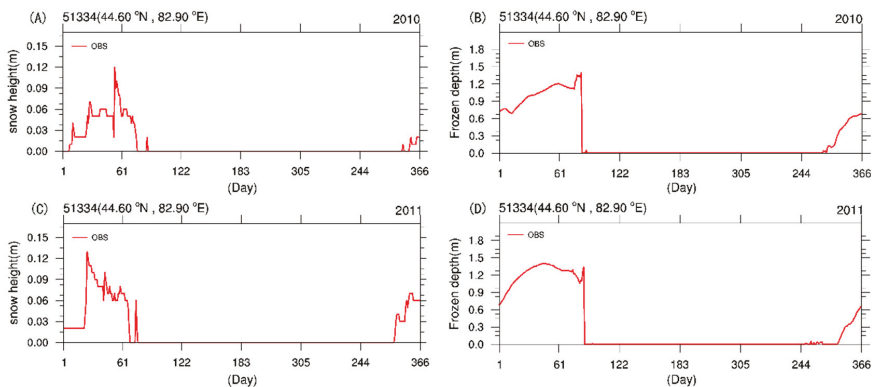 (A) 51334(44.60 °N , 82.90 °E) 2010
OBS
snow height(m)
0.15
0.12
0.09
0.06
0.03
0.00
1 61 122 183 305 244 366
(Day)
(B) 51334(44.60 °N , 82.90 °E) 2010
OBS
Frozen depth(m)
1.8
1.5
1.2
0.9
0.6
0.3
0.0
1 61 122 183 305 244 366
(Day)
(C) 51334(44.60 °N , 82.90 °E) 2011
OBS
snow height(m)
0.15
0.12
0.09
0.06
0.03
0.00
1 61 122 183 305 244 366
(Day)
(D) 51334(44.60 °N , 82.90 °E) 2011
OBS
Frozen depth(m)
1.8
1.5
1.2
0.9
0.6
0.3
0.0
1 61 122 183 305 244 366
(Day)